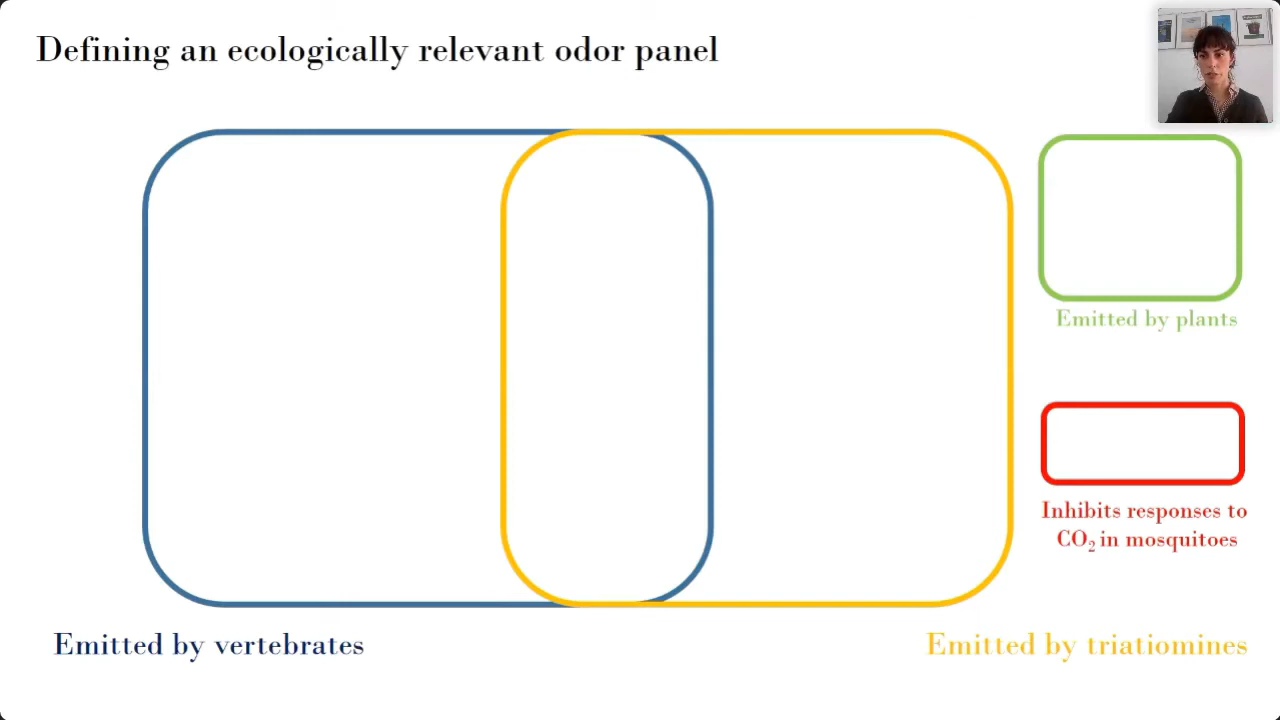 Defining an ecologically relevant odor panel
Emitted by plants
Inhibits responses to
CO₂ in mosquitoes
Emitted by vertebrates
Emitted by triatiomines